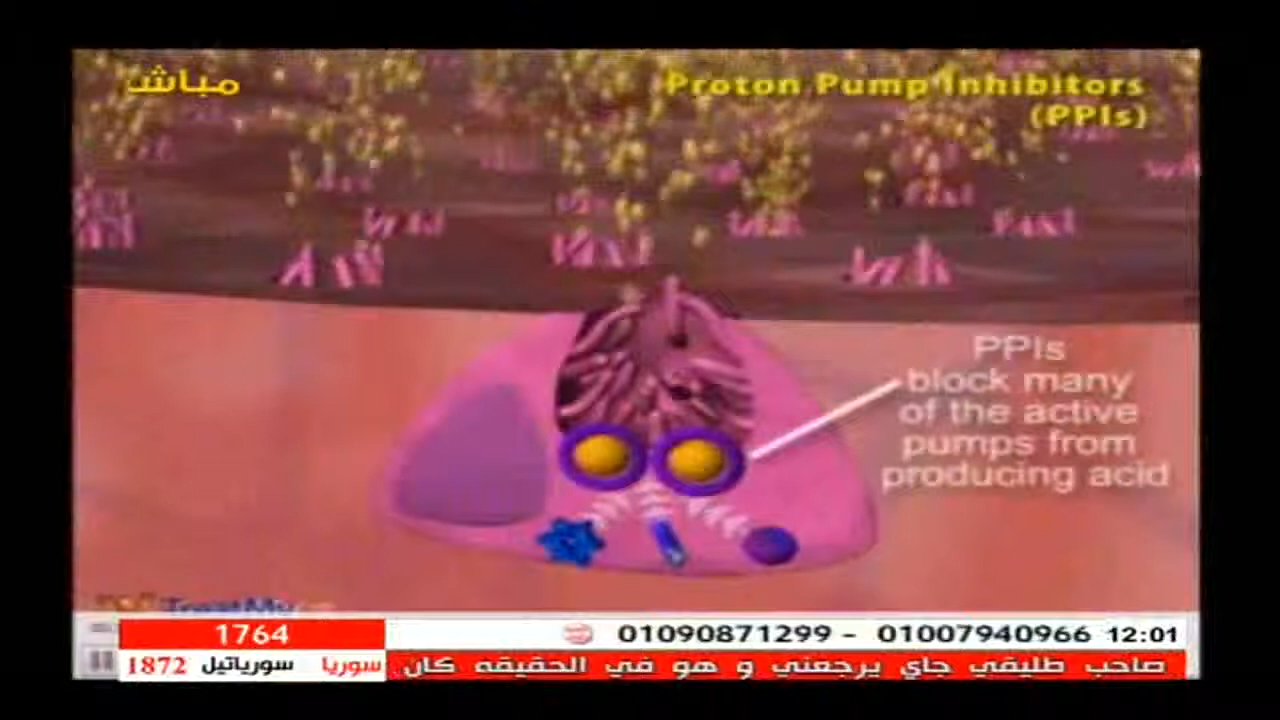 مباشر
Proton Pump Inhibitors
(PPIs)
PPIs
block many
of the active
pumps from
producing acid
TreatMy
1764
01090871299 - 01007940966 12:01
سوريا سورياتيل 1872
صاحب طليقي جاي يرجعني و هو في الحقيقه كان